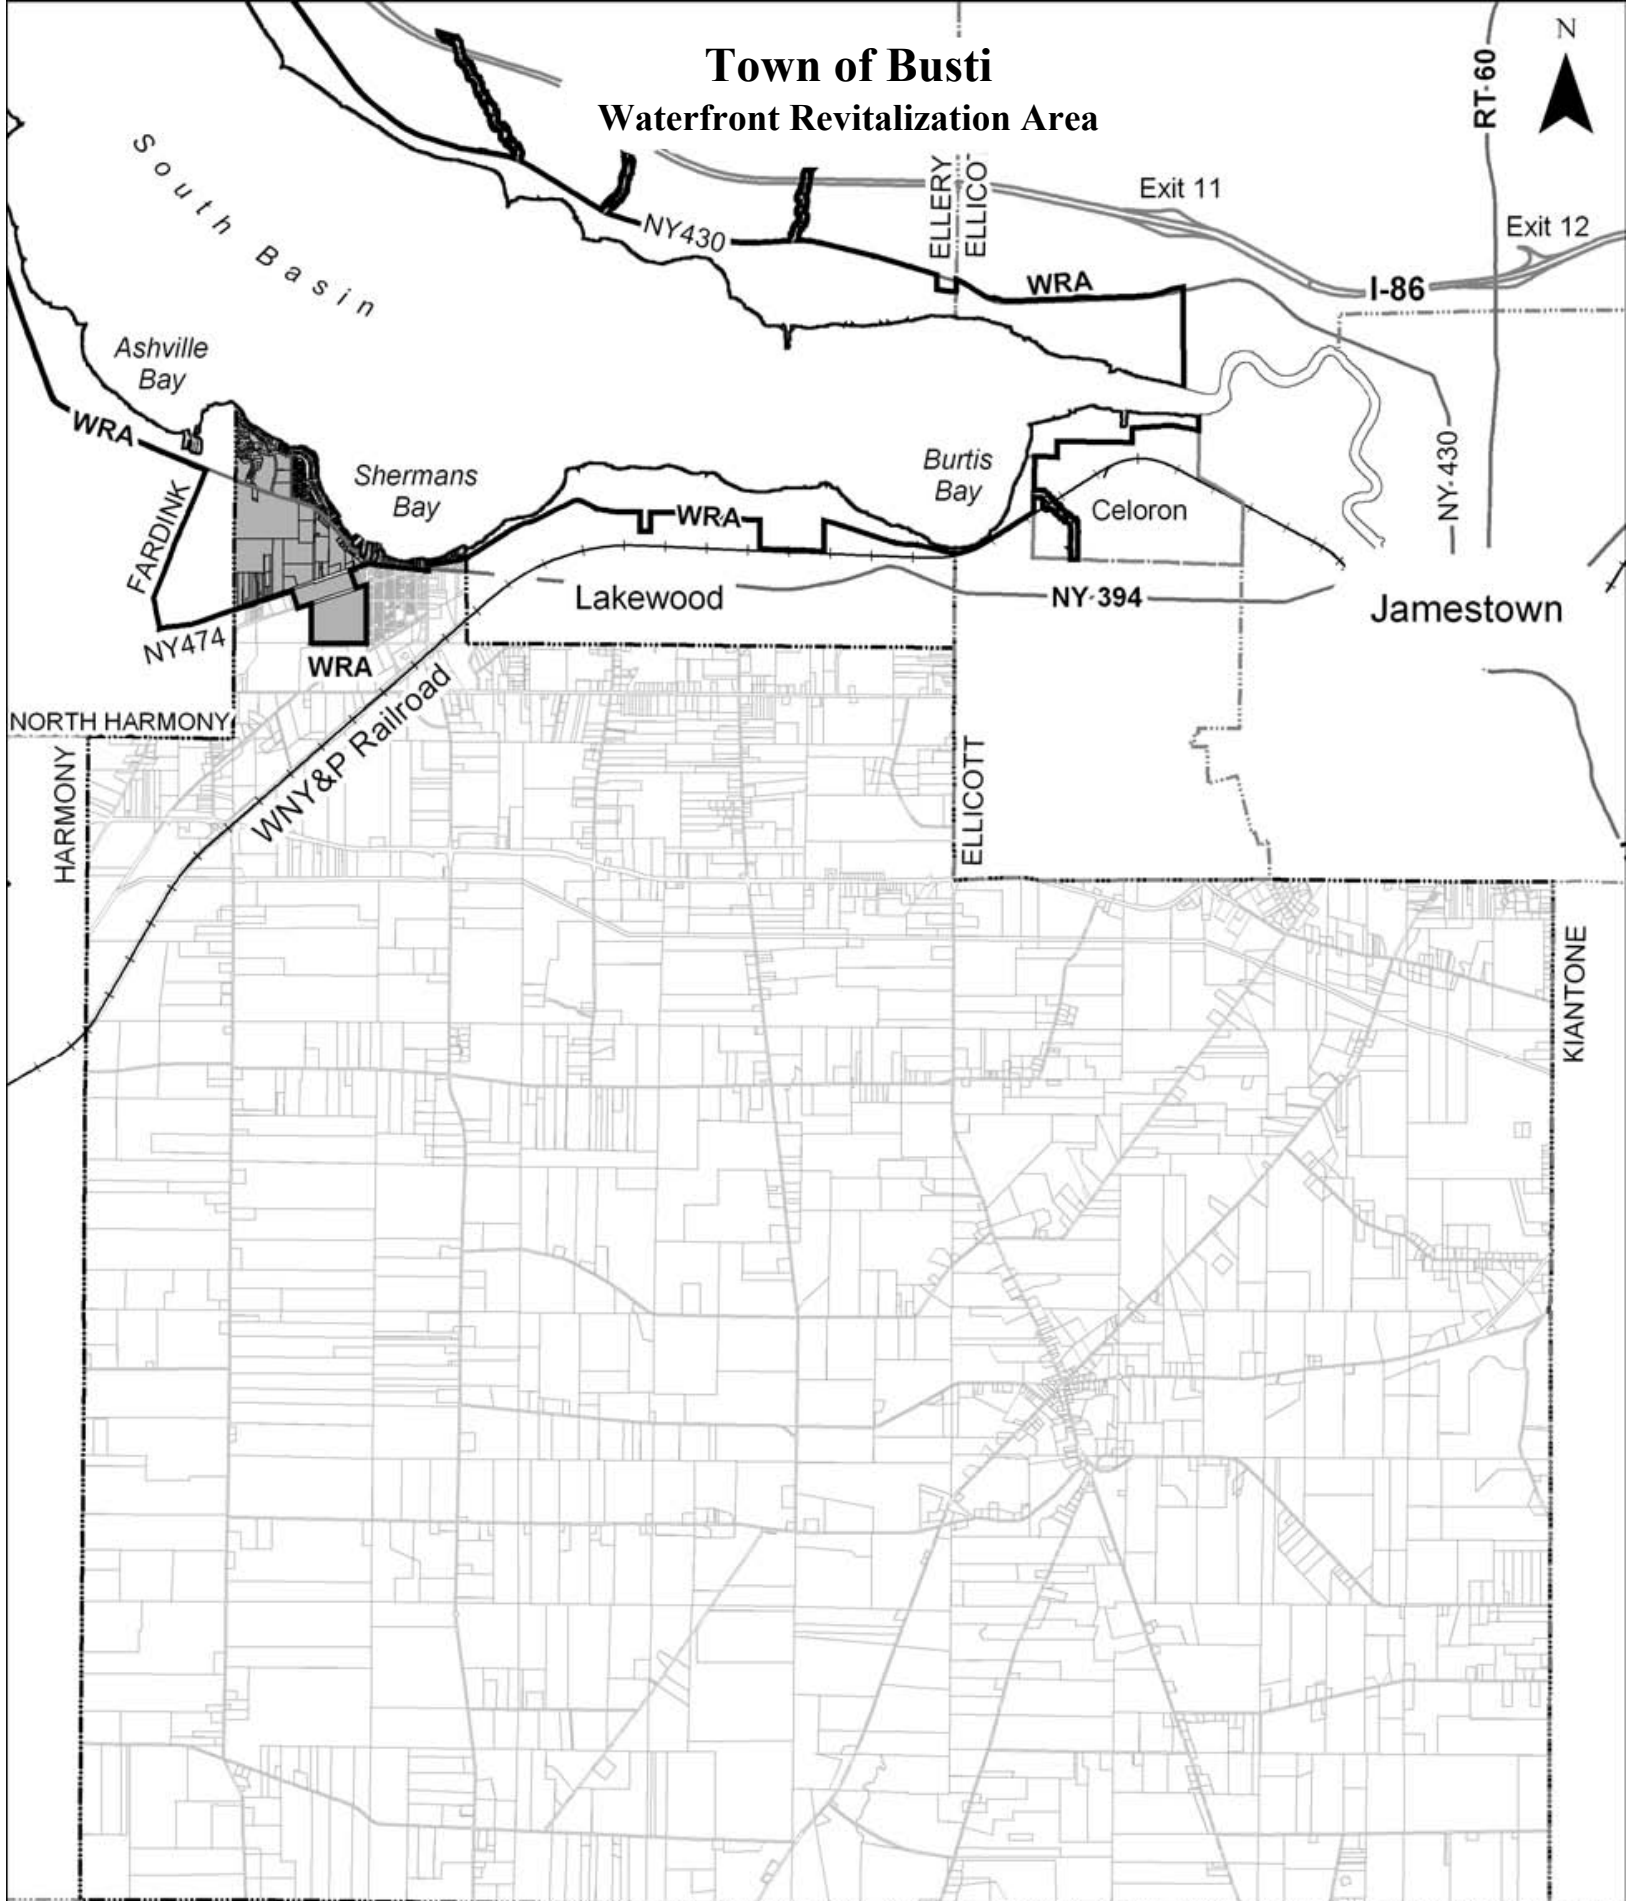 Town of Busti
Waterfront Revitalization Area
N
RT-60
South Basin
ELLERY
ELLICO
Exit 11
Exit 12
NY430
WRA
I-86
Ashville
Bay
WRA
Shermans
Bay
Burtis
Bay
NY-430
FARDINK
WRA
Celoron
Lakewood
NY-394
Jamestown
NY474
WRA
NORTH HARMONY
WNY&P Railroad
HARMONY
ELLICOTT
KIANTONE